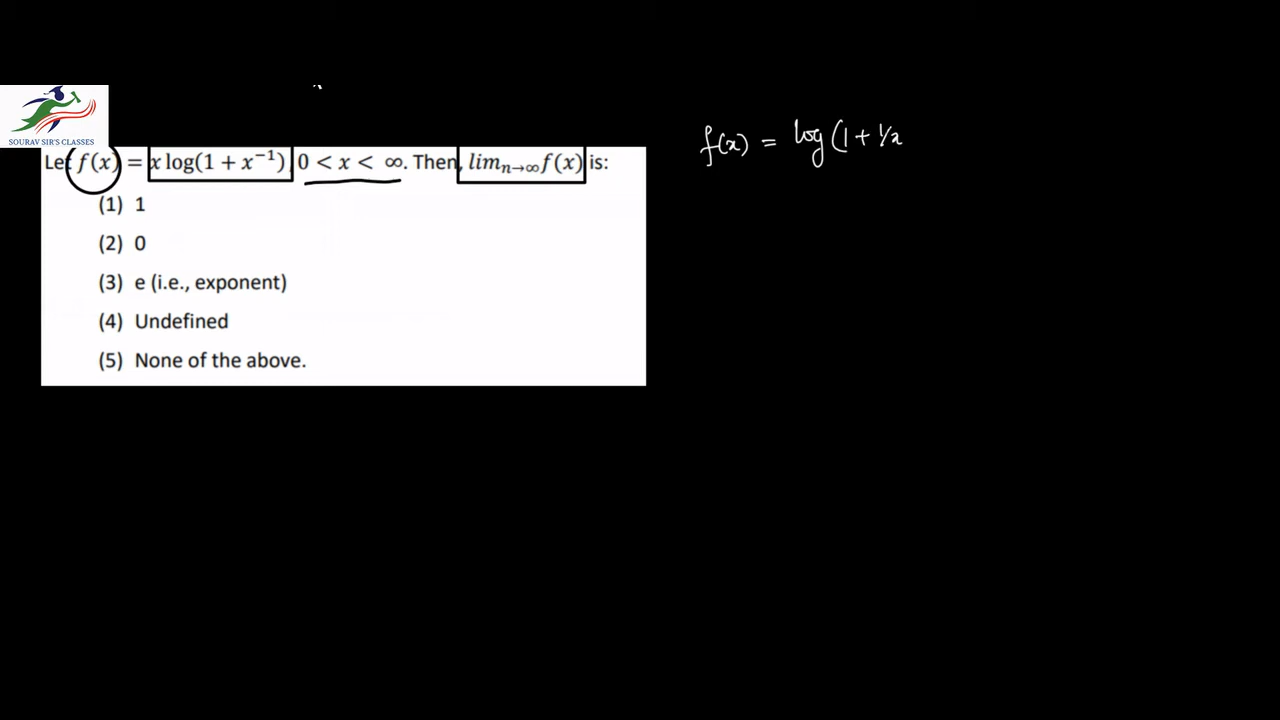 SOURAV SIR'S CLASSES
Let f(x) = x log(1 + x⁻¹) 0 < x < ∞. Then, limₙ→∞ f(x) is:
(1) 1
(2) 0
(3) e (i.e., exponent)
(4) Undefined
(5) None of the above.
f(x) = log (1 + 1/x